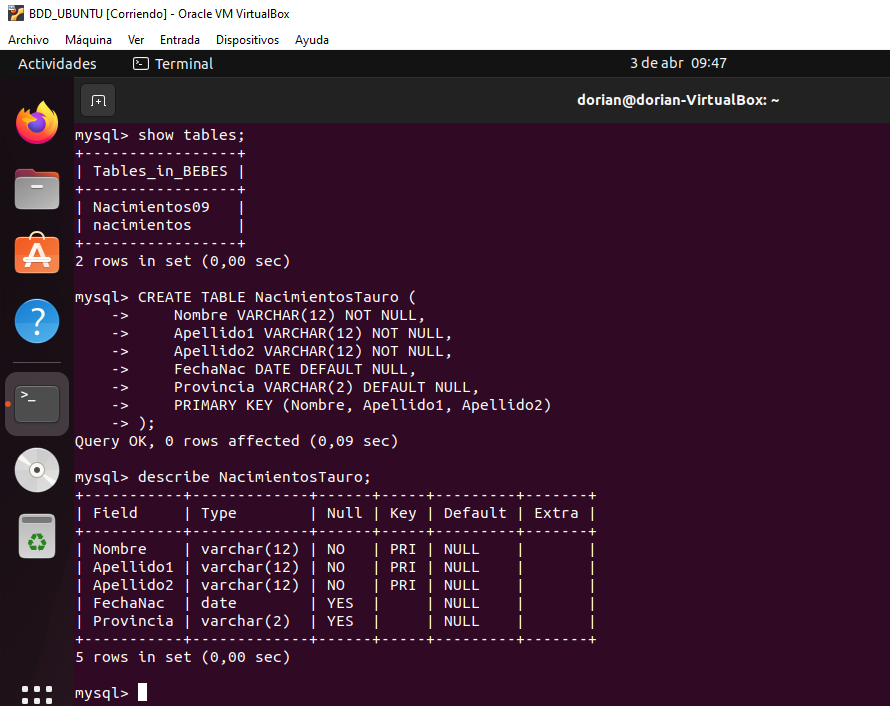 BDD_UBUNTU [Corriendo] - Oracle VM VirtualBox
Archivo Máquina Ver Entrada Dispositivos Ayuda
Actividades Terminal 3 de abr 09:47
dorian@dorian-VirtualBox: ~
mysql> show tables;
+-----------------+
| Tables_in_BEBES |
+-----------------+
| Nacimientos09   |
| nacimientos     |
+-----------------+
2 rows in set (0,00 sec)
mysql> CREATE TABLE NacimientosTauro (
    ->     Nombre VARCHAR(12) NOT NULL,
    ->     Apellido1 VARCHAR(12) NOT NULL,
    ->     Apellido2 VARCHAR(12) NOT NULL,
    ->     FechaNac DATE DEFAULT NULL,
    ->     Provincia VARCHAR(2) DEFAULT NULL,
    ->     PRIMARY KEY (Nombre, Apellido1, Apellido2)
    -> );
Query OK, 0 rows affected (0,09 sec)
mysql> describe NacimientosTauro;
+-----------+-------------+------+-----+---------+-------+
| Field     | Type        | Null | Key | Default | Extra |
+-----------+-------------+------+-----+---------+-------+
| Nombre    | varchar(12) | NO   | PRI | NULL    |       |
| Apellido1 | varchar(12) | NO   | PRI | NULL    |       |
| Apellido2 | varchar(12) | NO   | PRI | NULL    |       |
| FechaNac  | date        | YES  |     | NULL    |       |
| Provincia | varchar(2)  | YES  |     | NULL    |       |
+-----------+-------------+------+-----+---------+-------+
5 rows in set (0,00 sec)
mysql>